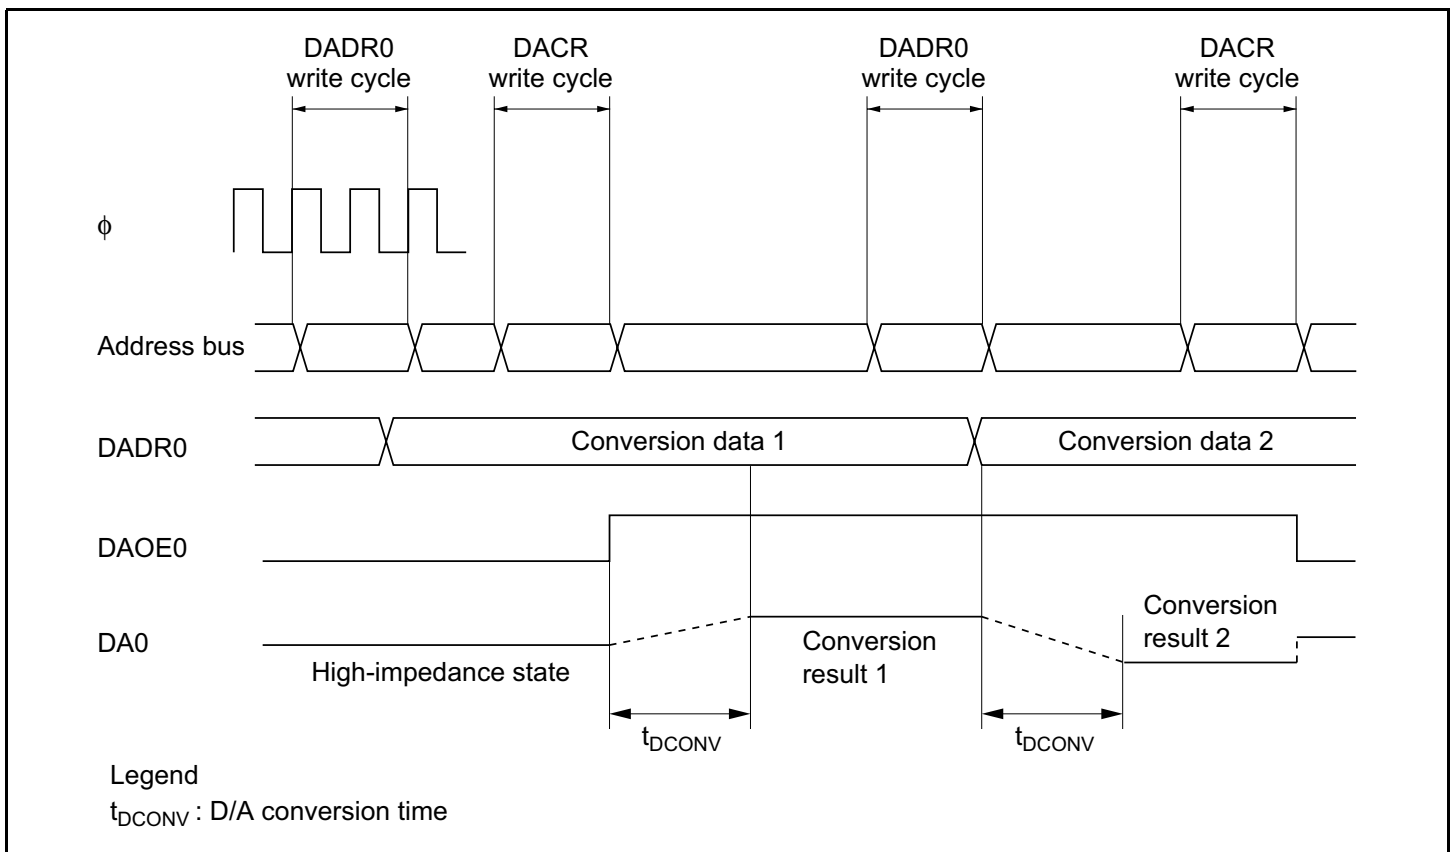 DADR0
write cycle
DACR
write cycle
DADR0
write cycle
DACR
write cycle
ϕ
Address bus
DADR0
Conversion data 1
Conversion data 2
DAOE0
DA0
High-impedance state
Conversion
result 1
Conversion
result 2
tDCONV
tDCONV
Legend
tDCONV : D/A conversion time